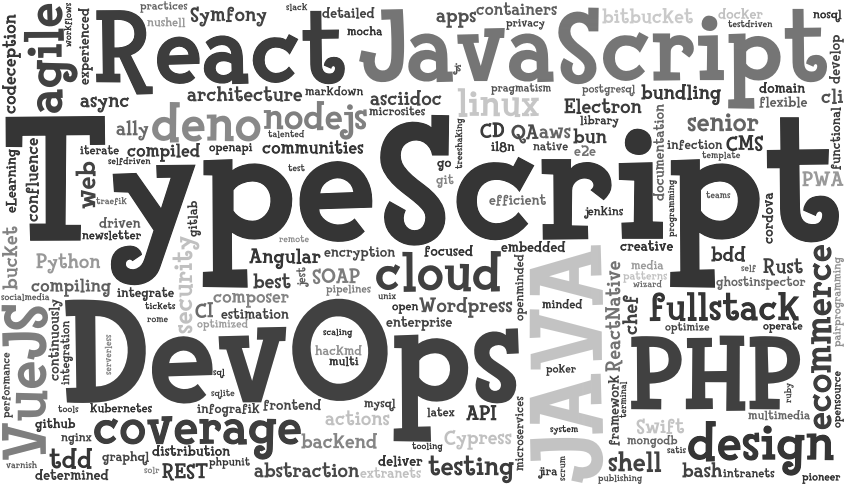 practices
slack
detailed
containers
docker
nosql
codeception
agile
workflows
experienced
nushell
Symfony
React
mocha
apps
privacy
JavaScript
bitbucket
testdriven
develop
async
architecture
markdown
asciidoc
pragmatism
linux
postgresql
Electron
bundling
domain
flexible
cli
ally
deno
nodejs
talented
microsites
CD
QA
aws
library
bun
documentation
senior
functional
TypeScript
iterate
compiled
openapi
communities
treeshaking
il8n
native
e2e
infection
CMS
template
eLearning
confluence
web
selfdriven
test
go
git
efficient
programming
teams
PWA
traefik
driven
newsletter
gitlab
jenkins
cordova
bucket
Python
security
remote
Angular
encryption
focused
embedded
creative
bdd
ecommerce
compiling
integrate
best
jest
SOAP
pipelines
cloud
openminded
JAVA
ReactNative
media
patterns
wizard
self
Rust
ghostinspector
pairprogramming
socialmedia
VueJS
continuously
integration
tickets
rome
CI
composer
optimized
estimation
unix
open
Wordpress
enterprise
minded
chef
fullstack
optimize
operate
DevOps
serverless
scaling
hackmd
multi
poker
PHP
ruby
opensource
performance
tools
kubernetes
sql
sqlite
infografik
frontend
mysql
latex
API
microservices
system
framework
terminal
multimedia
github
nginx
coverage
backend
actions
tooling
Cypress
Swift
mongodb
satis
design
varnish
tdd
determined
graphql
distribution
solr
REST
phpunit
abstraction
extranets
deliver
testing
jira
scrum
shell
publishing
bash
intranets
pioneer